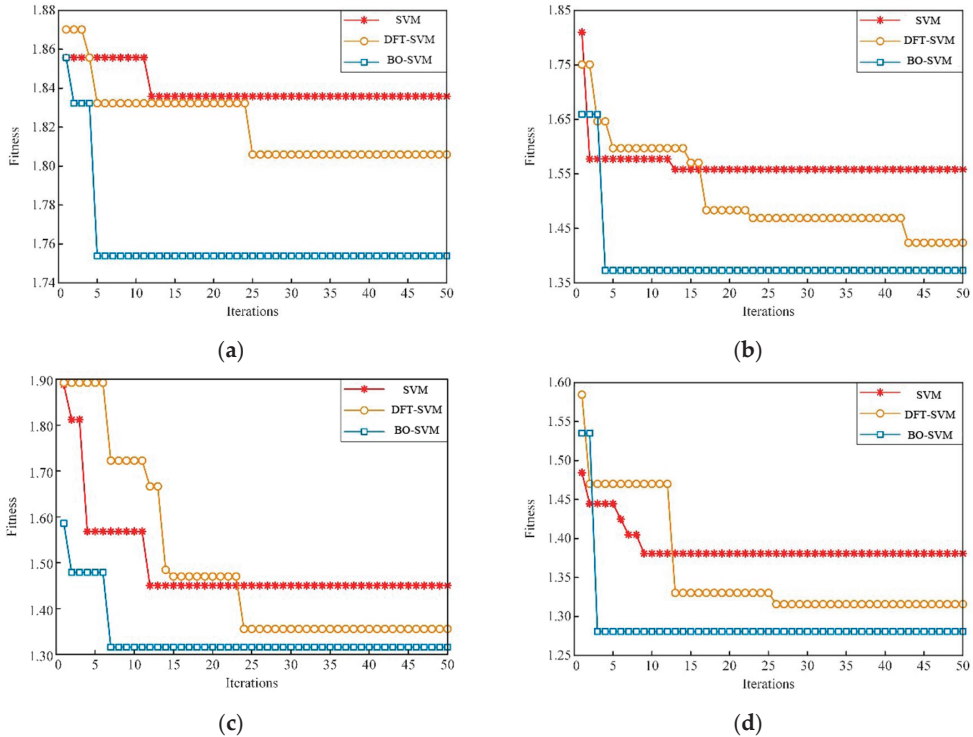 1.88
1.86
1.84
1.82
1.80
1.78
1.76
1.74
Fitness
0 5 10 15 20 25 30 35 40 45 50
Iterations
SVM
DFT-SVM
BO-SVM
(a)
1.85
1.75
1.65
1.55
1.45
1.35
Fitness
0 5 10 15 20 25 30 35 40 45 50
Iterations
SVM
DFT-SVM
BO-SVM
(b)
1.90
1.80
1.70
1.60
1.50
1.40
1.30
Fitness
0 5 10 15 20 25 30 35 40 45 50
Iterations
SVM
DFT-SVM
BO-SVM
(c)
1.60
1.55
1.50
1.45
1.40
1.35
1.30
1.25
Fitness
0 5 10 15 20 25 30 35 40 45 50
Iterations
SVM
DFT-SVM
BO-SVM
(d)